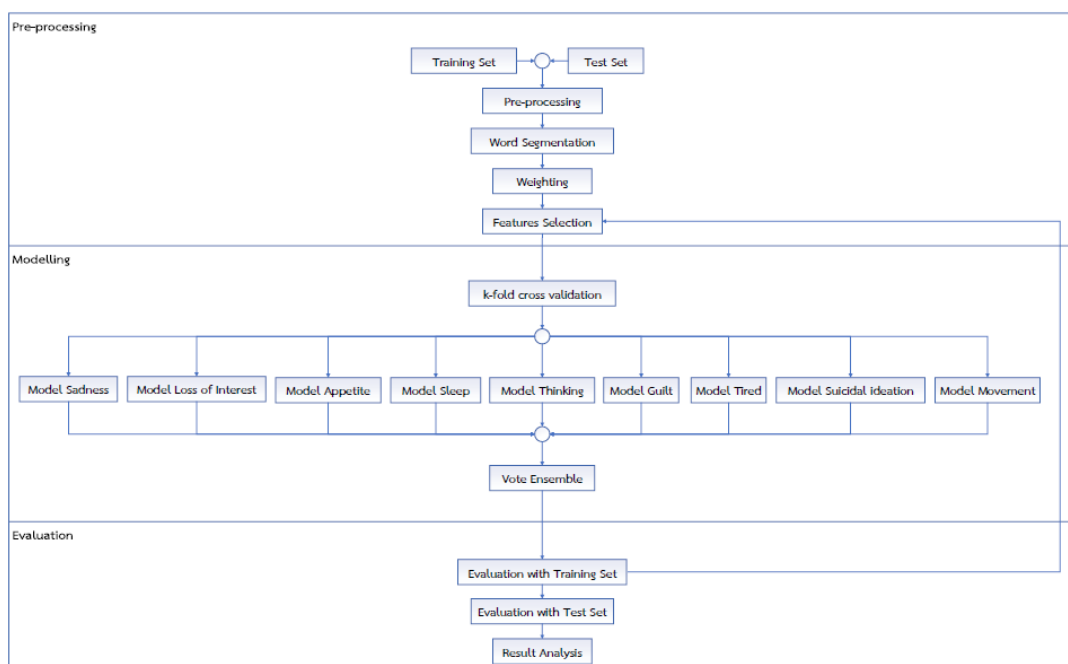 Pre-processing
Training Set
Test Set
Pre-processing
Word Segmentation
Weighting
Features Selection
Modelling
k-fold cross validation
Model Sadness
Model Loss of Interest
Model Appetite
Model Sleep
Model Thinking
Model Guilt
Model Tired
Model Suicidal ideation
Model Movement
Vote Ensemble
Evaluation
Evaluation with Training Set
Evaluation with Test Set
Result Analysis